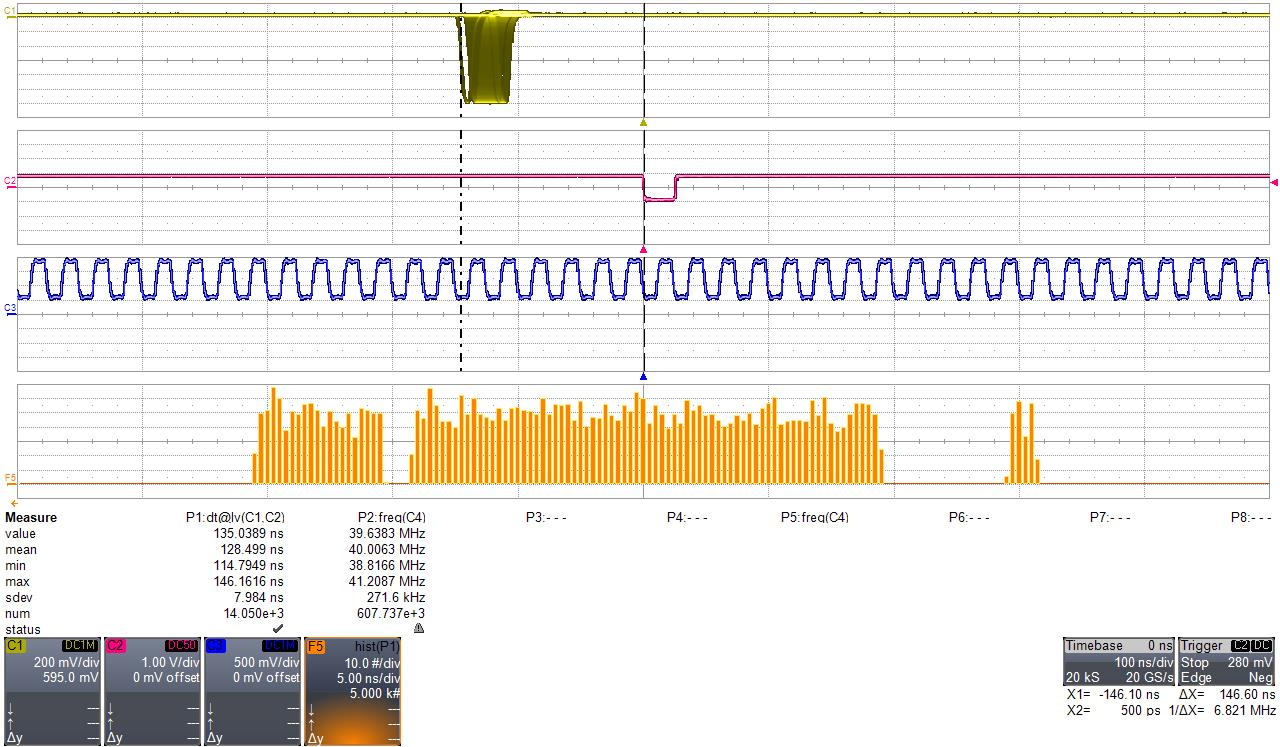 C1
C2
C3
F5
Measure P1:dt@lv(C1,C2) P2:freq(C4) P3:- - - P4:- - - P5:freq(C4) P6:- - - P7:- - - P8:- - -
value 135.0389 ns 39.6383 MHz
mean 128.499 ns 40.0063 MHz
min 114.7949 ns 38.8166 MHz
max 146.1616 ns 41.2087 MHz
sdev 7.984 ns 271.6 kHz
num 14.050e+3 607.737e+3
status
C1 DC1M
200 mV/div
595.0 mV
↓ ---
↑ ---
Δy ---
C2 DC50
1.00 V/div
0 mV offset
↓ ---
↑ ---
Δy ---
C3 DC1M
500 mV/div
0 mV offset
↓ ---
↑ ---
Δy ---
F5 hist(P1)
10.0 #/div
5.00 ns/div
5.000 k#
↓ ---
↑ ---
Δy ---
Timebase 0 ns
100 ns/div
20 kS 20 GS/s
Trigger C2 DC
Stop 280 mV
Edge Neg
X1= -146.10 ns ΔX= 146.60 ns
X2= 500 ps 1/ΔX= 6.821 MHz